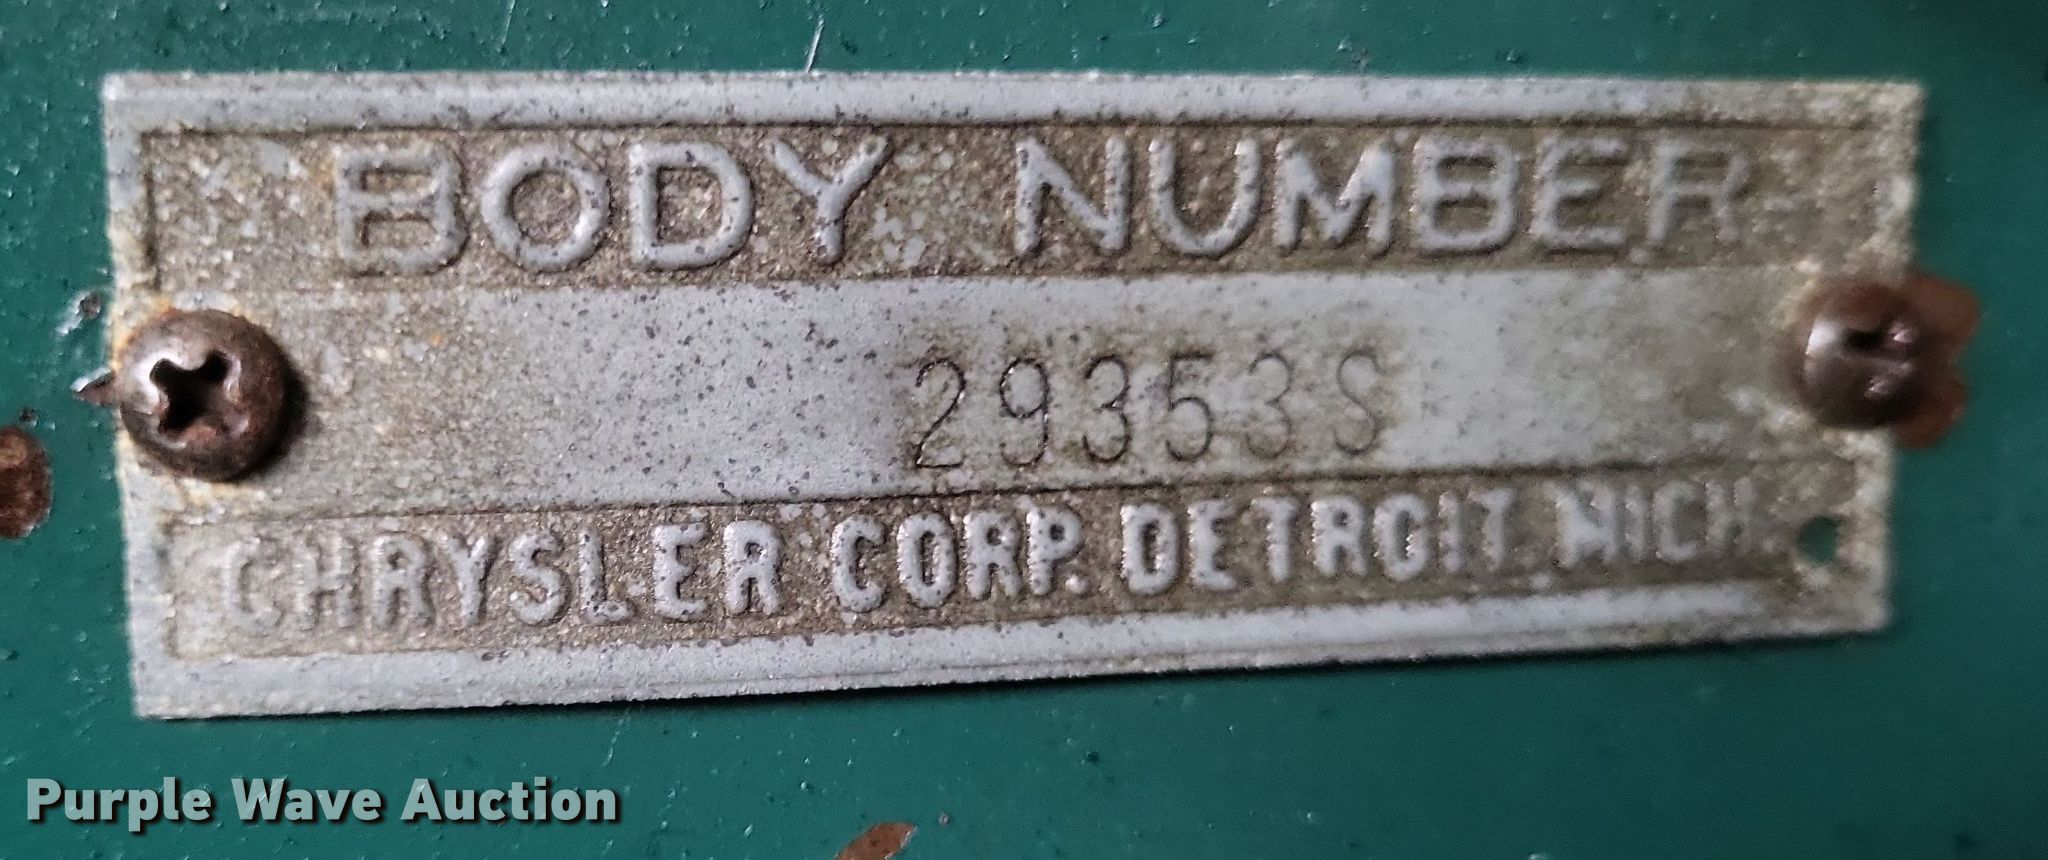 BODY NUMBER
29353S
CHRYSLER CORP. DETROIT. MICH.
Purple Wave Auction